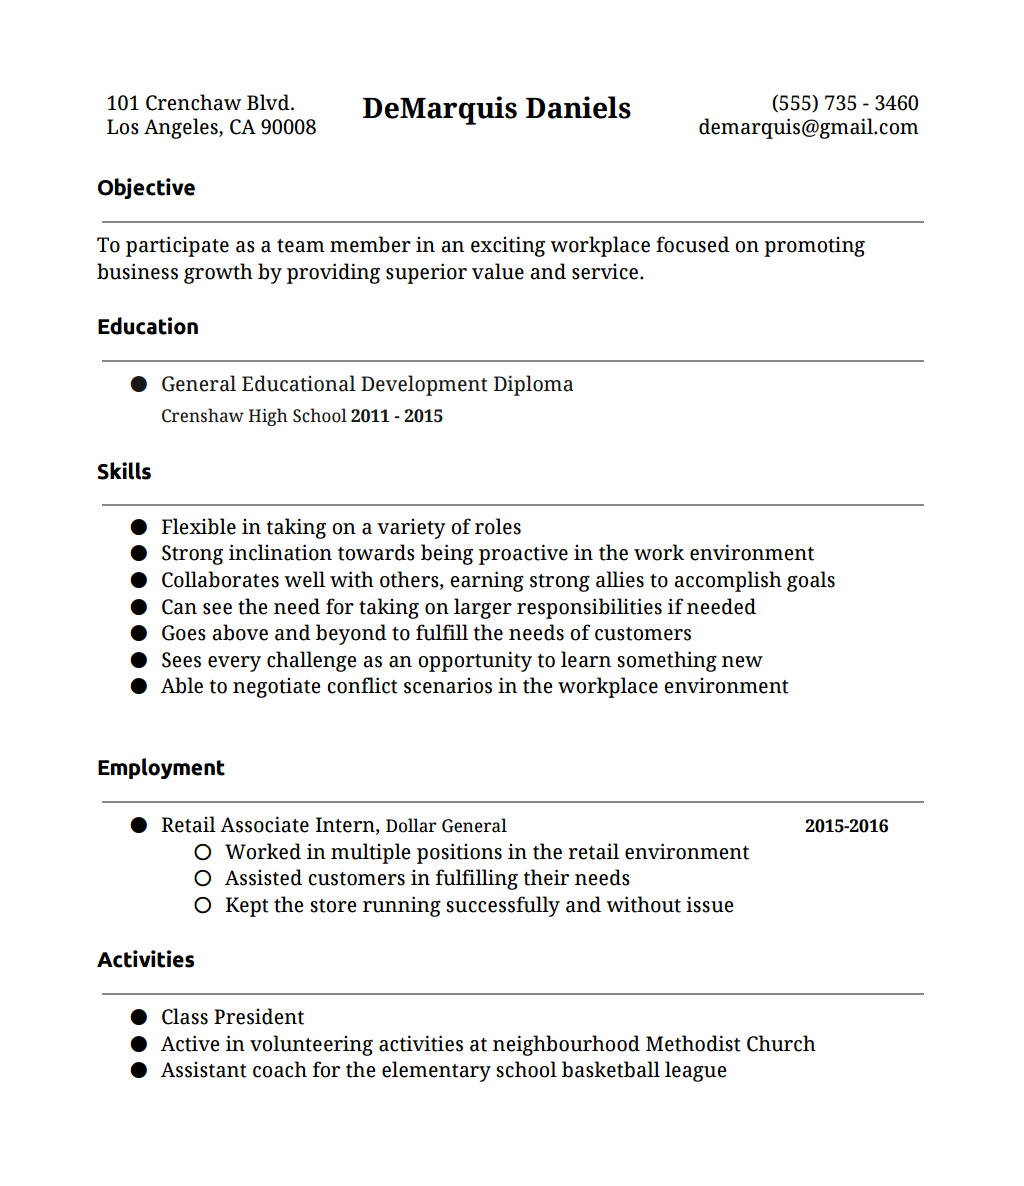 101 Crenchaw Blvd.
Los Angeles, CA 90008
DeMarquis Daniels
(555) 735 - 3460
demarquis@gmail.com
Objective
To participate as a team member in an exciting workplace focused on promoting
business growth by providing superior value and service.
Education
● General Educational Development Diploma
Crenshaw High School 2011 - 2015
Skills
● Flexible in taking on a variety of roles
● Strong inclination towards being proactive in the work environment
● Collaborates well with others, earning strong allies to accomplish goals
● Can see the need for taking on larger responsibilities if needed
● Goes above and beyond to fulfill the needs of customers
● Sees every challenge as an opportunity to learn something new
● Able to negotiate conflict scenarios in the workplace environment
Employment
● Retail Associate Intern, Dollar General 2015-2016
○ Worked in multiple positions in the retail environment
○ Assisted customers in fulfilling their needs
○ Kept the store running successfully and without issue
Activities
● Class President
● Active in volunteering activities at neighbourhood Methodist Church
● Assistant coach for the elementary school basketball league